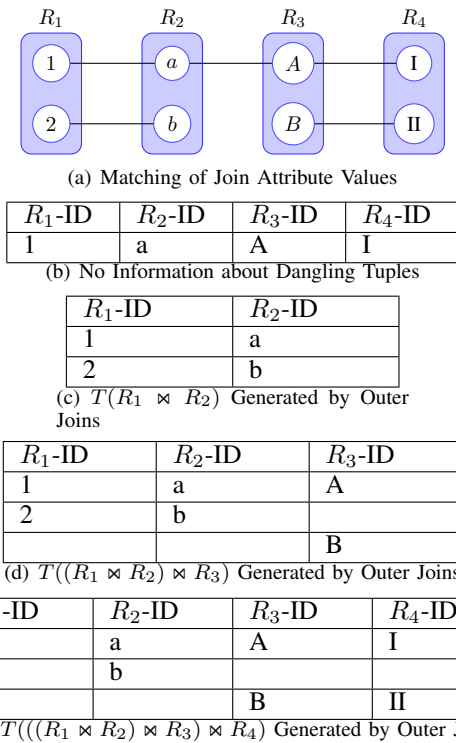 R₁ R₂ R₃ R₄
1 a A I
2 b B II
(a) Matching of Join Attribute Values
R₁-ID R₂-ID R₃-ID R₄-ID
1 a A I
(b) No Information about Dangling Tuples
R₁-ID R₂-ID
1 a
2 b
(c) T(R₁ ⋈ R₂) Generated by Outer
Joins
R₁-ID R₂-ID R₃-ID
1 a A
2 b
B
(d) T((R₁ ⋈ R₂) ⋈ R₃) Generated by Outer Joins
-ID R₂-ID R₃-ID R₄-ID
a A I
b
B II
T(((R₁ ⋈ R₂) ⋈ R₃) ⋈ R₄) Generated by Outer J